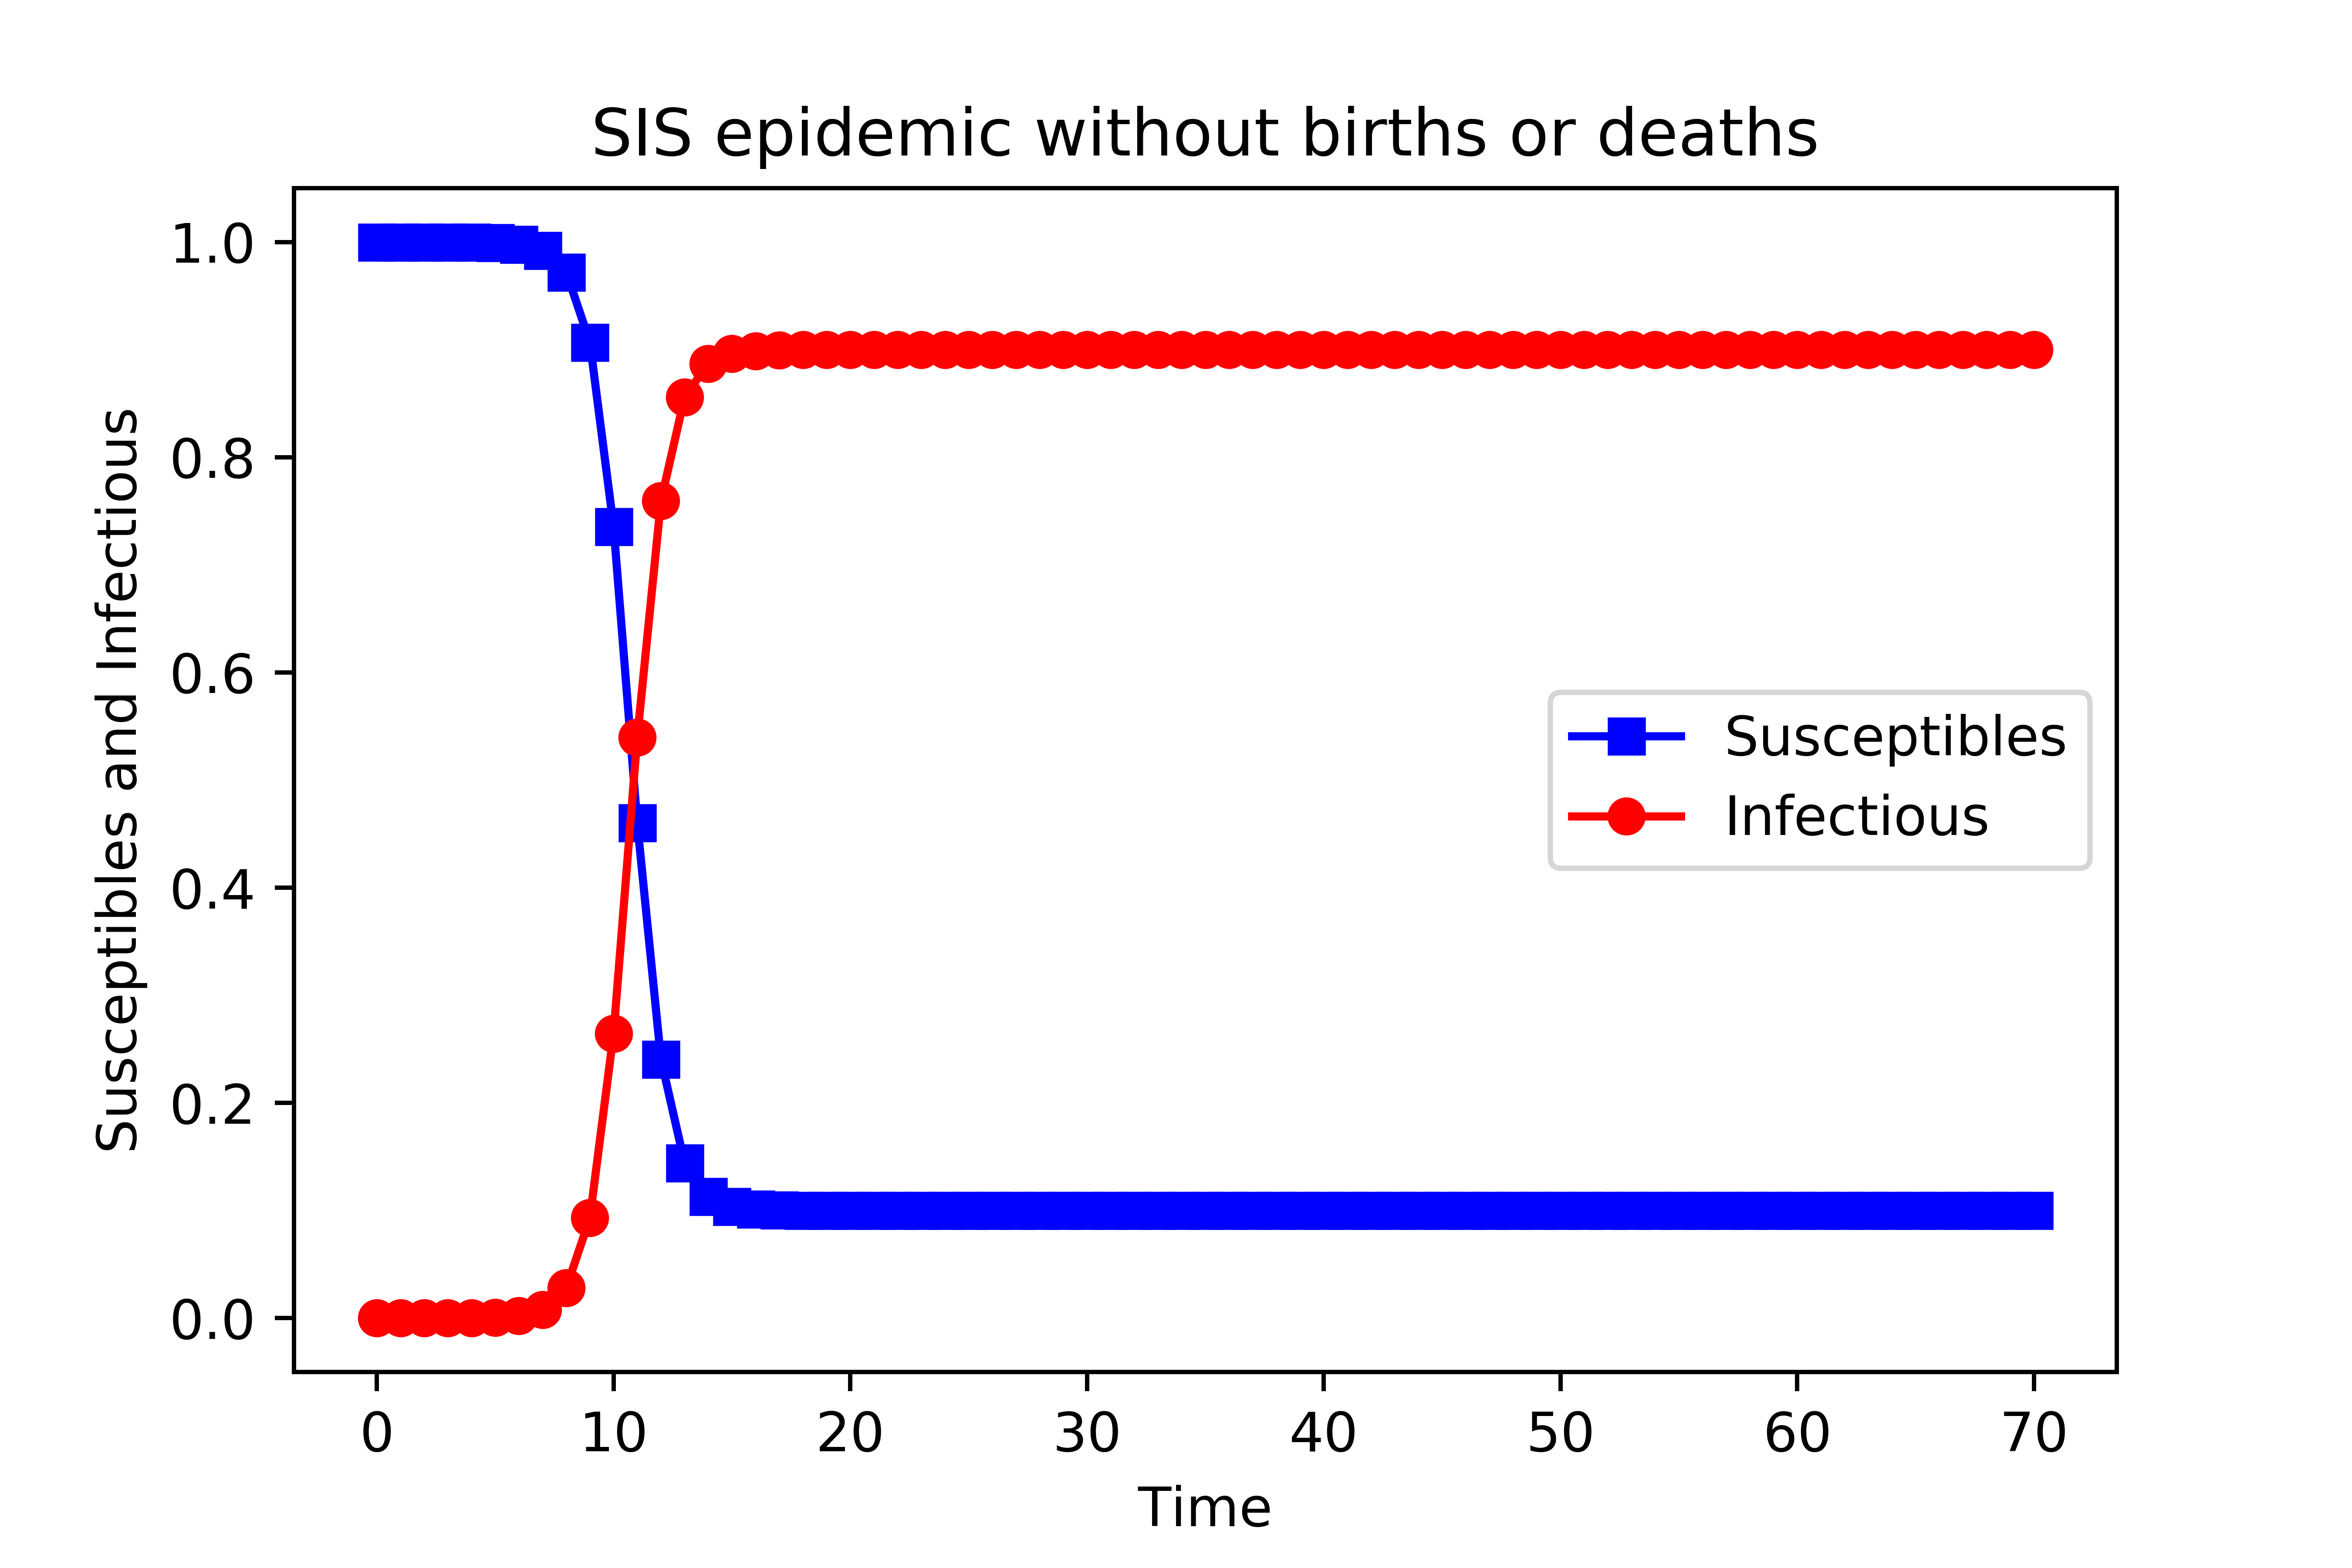 SIS epidemic without births or deaths
Susceptibles and Infectious
1.0
0.8
0.6
0.4
0.2
0.0
Susceptibles
Infectious
0 10 20 30 40 50 60 70
Time